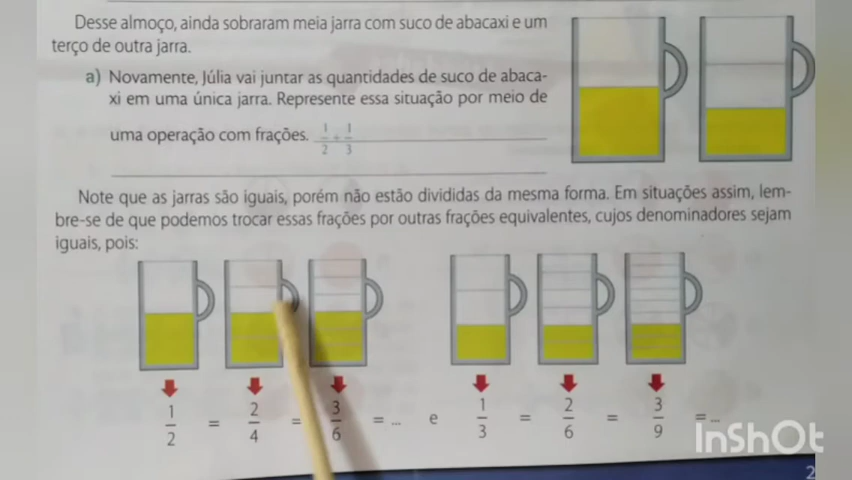 Desse almoço, ainda sobraram meia jarra com suco de abacaxi e um
terço de outra jarra.
a) Novamente, Júlia vai juntar as quantidades de suco de abaca-
xi em uma única jarra. Represente essa situação por meio de
uma operação com frações. 1/2 + 1/3
Note que as jarras são iguais, porém não estão divididas da mesma forma. Em situações assim, lem-
bre-se de que podemos trocar essas frações por outras frações equivalentes, cujos denominadores sejam
iguais, pois:
1/2 = 2/4 = 3/6 = ... e 1/3 = 2/6 = 3/9 = ...
InShOt
2